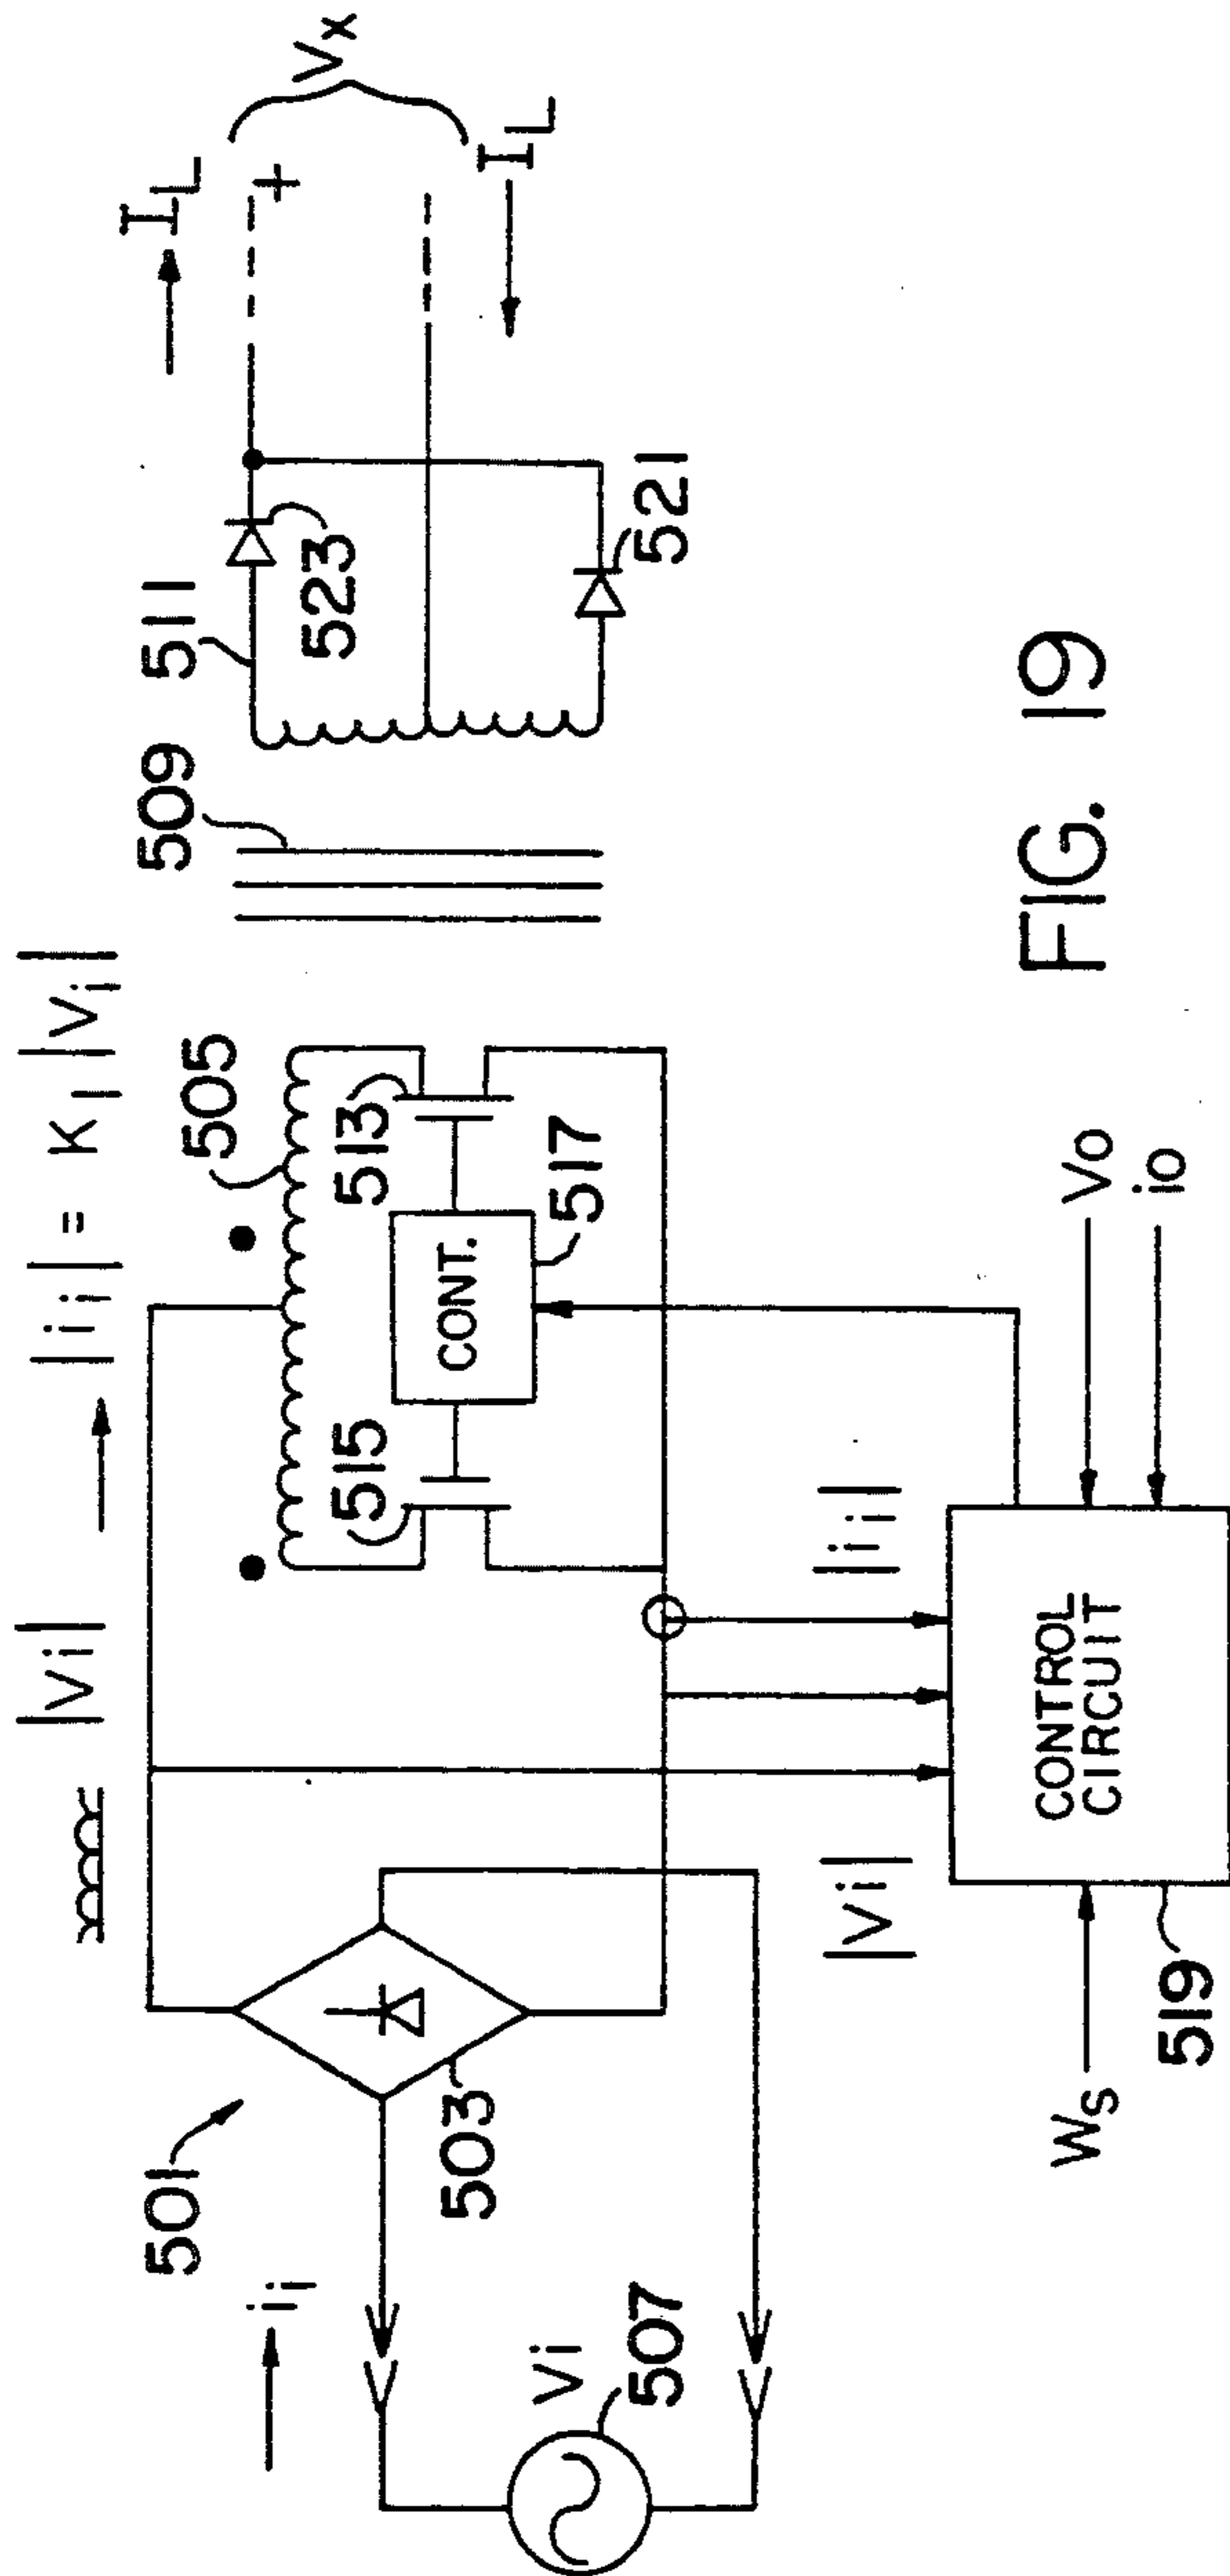 |Vi|
|ii| = K1 |Vi|
IL
+
VX
IL
501
ii
503
Vi
507
505
515
513
CONT.
517
509
511
523
521
|Vi|
|ii|
WS
CONTROL
CIRCUIT
519
Vo
io
FIG. 19